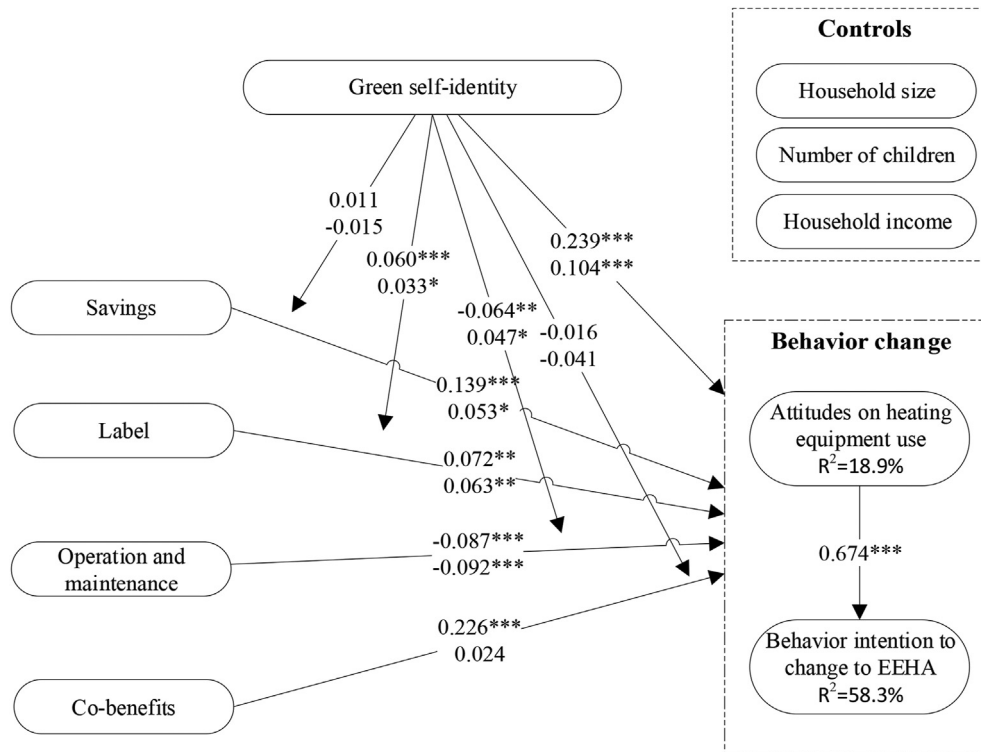 Controls
Green self-identity
Household size
Number of children
Household income
0.011
-0.015
0.060***
0.033*
-0.064**
0.047*
-0.016
-0.041
0.239***
0.104***
Savings
0.139***
0.053*
Label
0.072**
0.063**
Operation and
maintenance
-0.087***
-0.092***
Co-benefits
0.226***
0.024
Behavior change
Attitudes on heating
equipment use
R²=18.9%
0.674***
Behavior intention to
change to EEHA
R²=58.3%